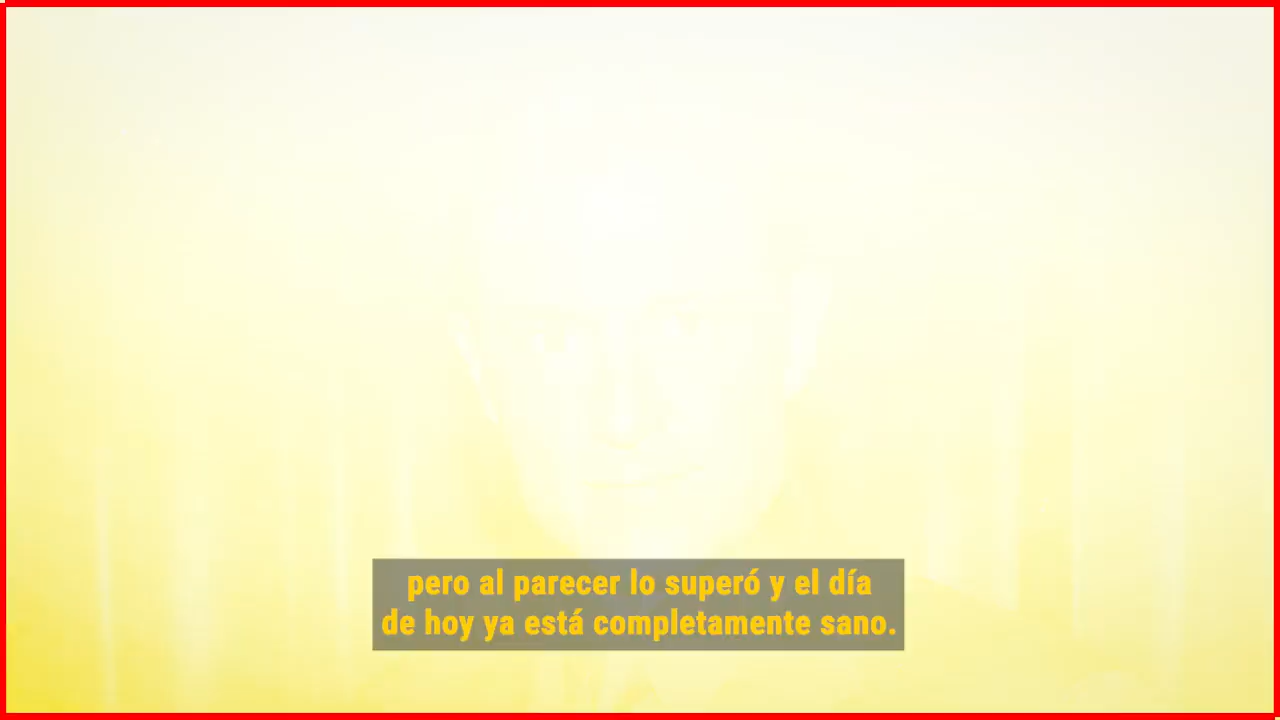 pero al parecer lo superó y el día
de hoy ya está completamente sano.